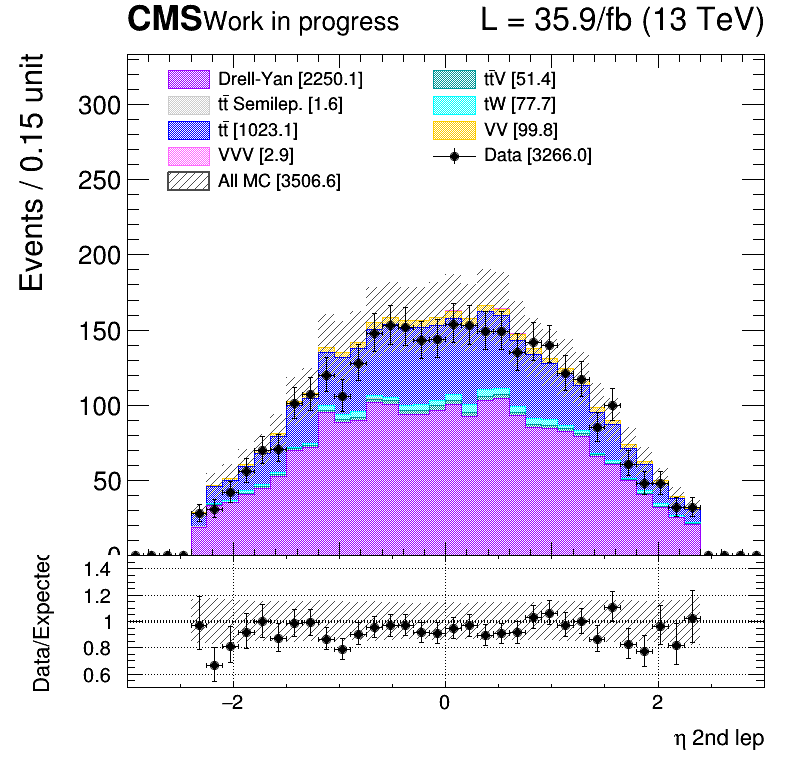 CMS Work in progress L = 35.9/fb (13 TeV)
Events / 0.15 unit
Drell-Yan [2250.1] tt̄V [51.4]
tt̄ Semilep. [1.6] tW [77.7]
tt̄ [1023.1] VV [99.8]
VVV [2.9] Data [3266.0]
All MC [3506.6]
300
250
200
150
100
50
0
Data/Expected
1.4
1.2
1
0.8
0.6
−2 0 2
η 2nd lep